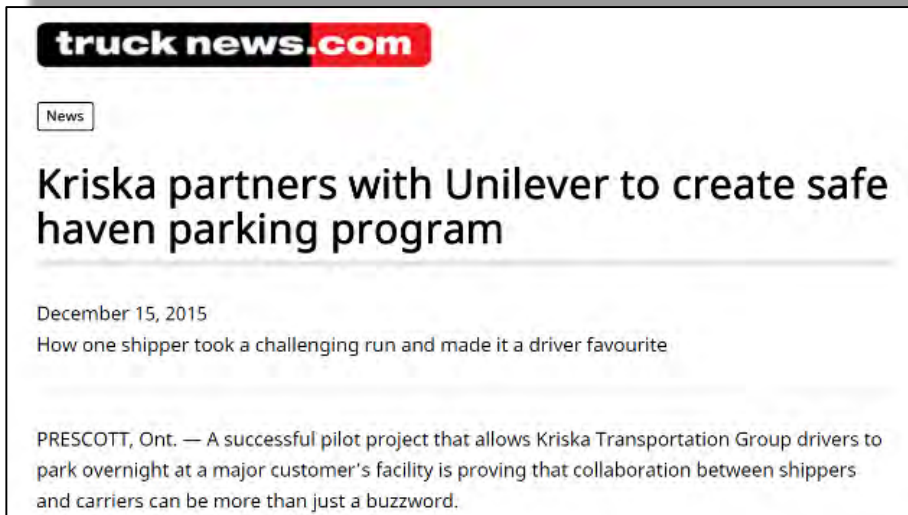 truck news.com
News
Kriska partners with Unilever to create safe
haven parking program
December 15, 2015
How one shipper took a challenging run and made it a driver favourite
PRESCOTT, Ont. — A successful pilot project that allows Kriska Transportation Group drivers to
park overnight at a major customer's facility is proving that collaboration between shippers
and carriers can be more than just a buzzword.